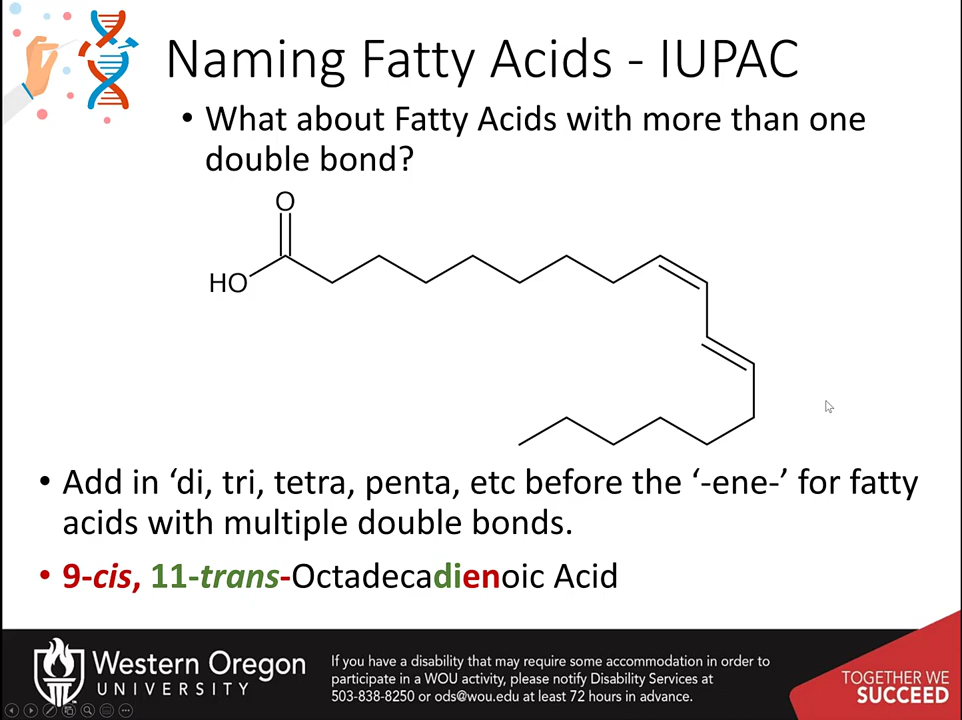 Naming Fatty Acids - IUPAC
• What about Fatty Acids with more than one
double bond?
O
HO
• Add in ‘di, tri, tetra, penta, etc before the ‘-ene-’ for fatty
acids with multiple double bonds.
• 9-cis, 11-trans-Octadecadienoic Acid
Western Oregon
UNIVERSITY
If you have a disability that may require some accommodation in order to
participate in a WOU activity, please notify Disability Services at
503-838-8250 or ods@wou.edu at least 72 hours in advance.
TOGETHER WE
SUCCEED